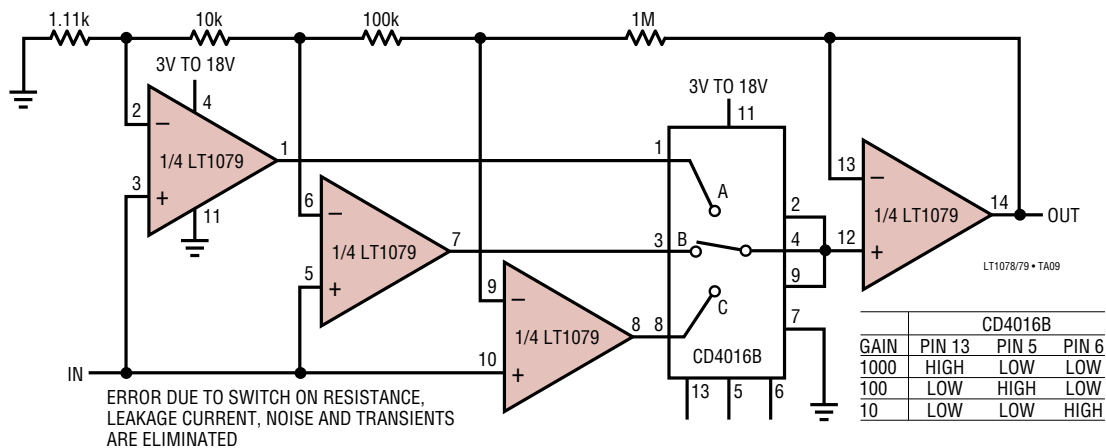 1.11k 10k 100k 1M
3V TO 18V
4
2
−
1/4 LT1079
1
3
+
11
6
−
1/4 LT1079
7
5
+
9
−
1/4 LT1079
8
10
+
IN
3V TO 18V
11
1
A
2
3
B
4
9
8
C
7
CD4016B
13 5 6
13
−
1/4 LT1079
14
OUT
12
+
LT1078/79 • TA09
CD4016B
GAIN PIN 13 PIN 5 PIN 6
1000 HIGH LOW LOW
100 LOW HIGH LOW
10 LOW LOW HIGH
ERROR DUE TO SWITCH ON RESISTANCE,
LEAKAGE CURRENT, NOISE AND TRANSIENTS
ARE ELIMINATED